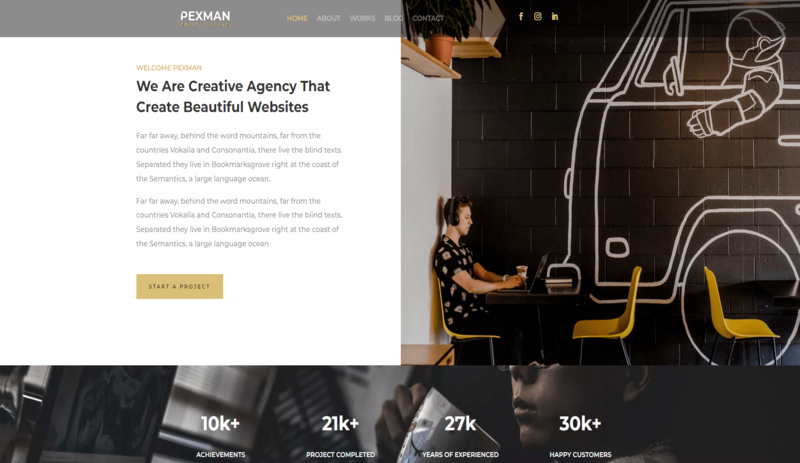 PEXMAN
HOME ABOUT WORKS BLOG CONTACT
WELCOME PEXMAN
We Are Creative Agency That
Create Beautiful Websites
Far far away, behind the word mountains, far from the
countries Vokalia and Consonantia, there live the blind texts.
Separated they live in Bookmarksgrove right at the coast of
the Semantics, a large language ocean.
Far far away, behind the word mountains, far from the
countries Vokalia and Consonantia, there live the blind texts.
Separated they live in Bookmarksgrove right at the coast of
the Semantics, a large language ocean
START A PROJECT
10k+ 21k+ 27k 30k+
ACHIEVEMENTS PROJECT COMPLETED YEARS OF EXPERIENCED HAPPY CUSTOMERS